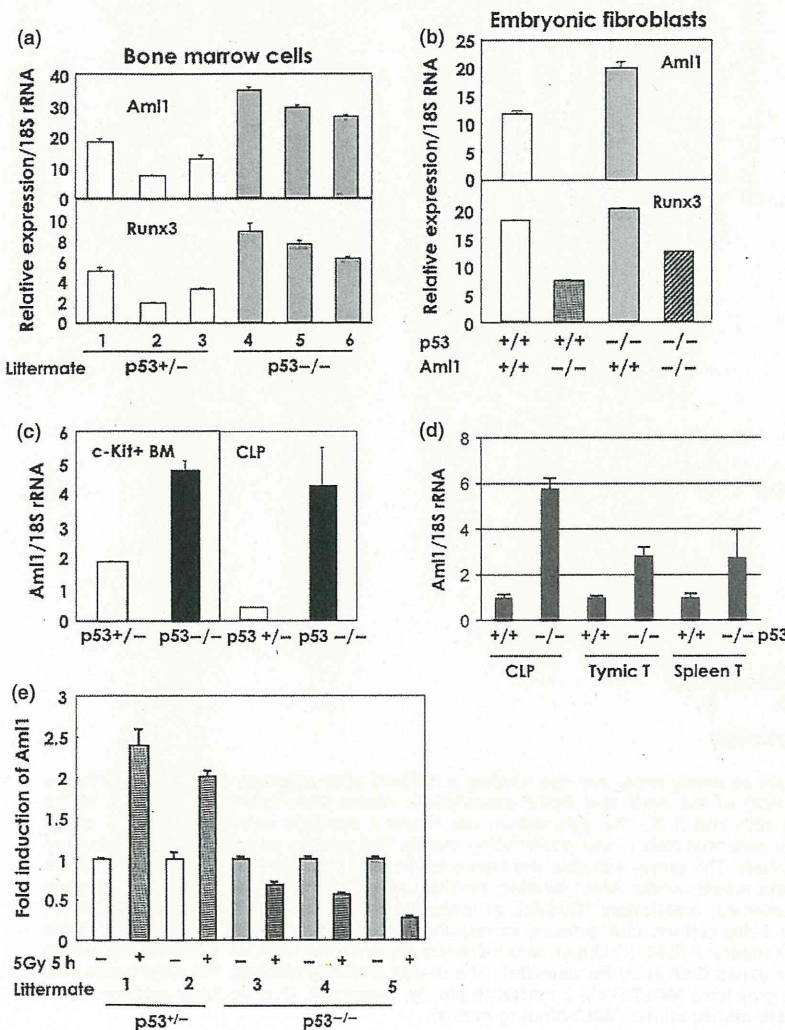 (a)
Bone marrow cells
Relative expression/18S rRNA
40
30
20
10
0
Aml1
10
8
6
4
2
0
Runx3
1 2 3 4 5 6
Littermate p53+/− p53−/−
Embryonic fibroblasts
(b)
Relative expression/18S RNA
25
20
15
10
5
0
Aml1
20
15
10
5
0
Runx3
p53 +/+ +/+ −/− −/−
Aml1 +/+ −/− +/+ −/−
(c)
Aml1/18S rRNA
6
5
4
3
2
1
0
c-Kit+ BM CLP
p53+/− p53−/− p53 +/− p53 −/−
(d)
Aml1/18S rRNA
8
6
4
2
0
+/+ −/− +/+ −/− +/+ −/− p53
CLP Tymic T Spleen T
(e)
Fold induction of Aml1
3
2.5
2
1.5
1
0.5
0
5Gy 5 h − + − + − + − + − +
Littermate 1 2 3 4 5
p53+/− p53−/−